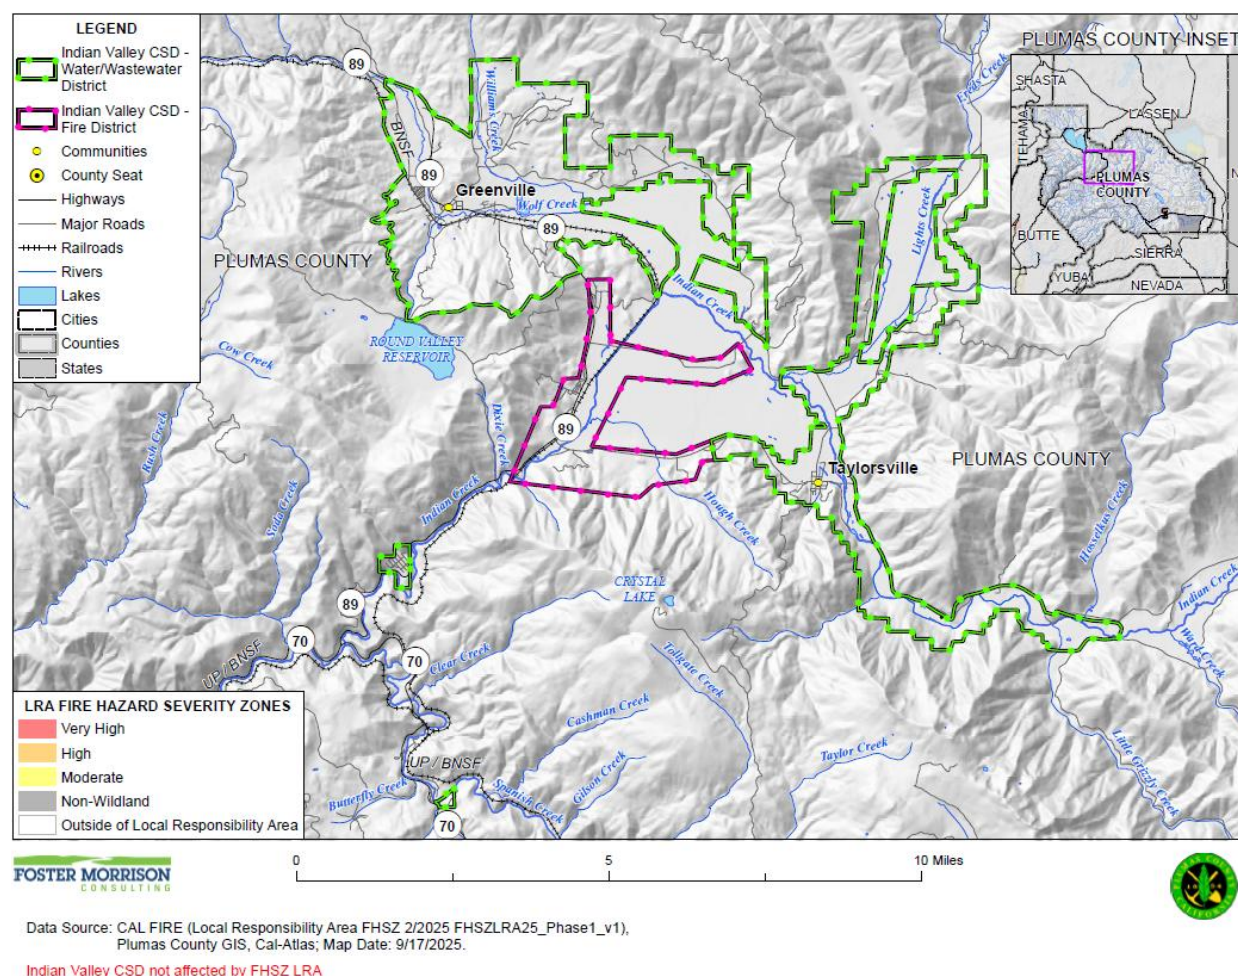 LEGEND
Indian Valley CSD -
Water/Wastewater
District
Indian Valley CSD -
Fire District
Communities
County Seat
Highways
Major Roads
Railroads
Rivers
Lakes
Cities
Counties
States
PLUMAS COUNTY INSET
SHASTA
LASSEN
TEHAMA
PLUMAS
COUNTY
BUTTE
SIERRA
YUBA
NEVADA
N
89
Williams Creek
BNSF
89
Greenville
Wolf Creek
89
PLUMAS COUNTY
Lights Creek
Indian Creek
ROUND VALLEY
RESERVOIR
Cow Creek
Dixie Creek
89
Rush Creek
Soda Creek
Indian Creek
Taylorsville
PLUMAS COUNTY
Hough Creek
Hosselkus Creek
CRYSTAL
LAKE
Indian Creek
Ward Creek
89
70
UP / BNSF
70
Clear Creek
Tollgate Creek
Cashman Creek
Taylor Creek
Little Grizzly Creek
UP / BNSF
Butterfly Creek
Spanish Creek
Gilson Creek
70
LRA FIRE HAZARD SEVERITY ZONES
Very High
High
Moderate
Non-Wildland
Outside of Local Responsibility Area
FOSTER MORRISON
CONSULTING
0 5 10 Miles
PLUMAS COUNTY
CALIFORNIA
Data Source: CAL FIRE (Local Responsibility Area FHSZ 2/2025 FHSZLRA25_Phase1_v1),
Plumas County GIS, Cal-Atlas; Map Date: 9/17/2025.
Indian Valley CSD not affected by FHSZ LRA